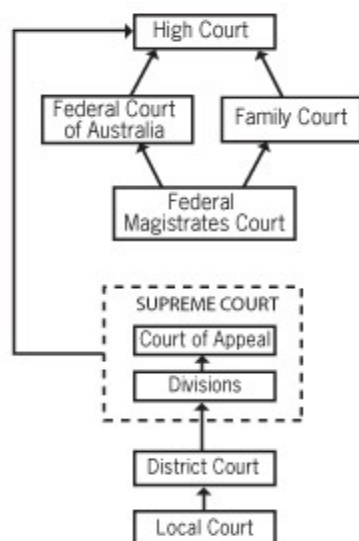 High Court
Federal Court
of Australia
Family Court
Federal
Magistrates Court
SUPREME COURT
Court of Appeal
Divisions
District Court
Local Court